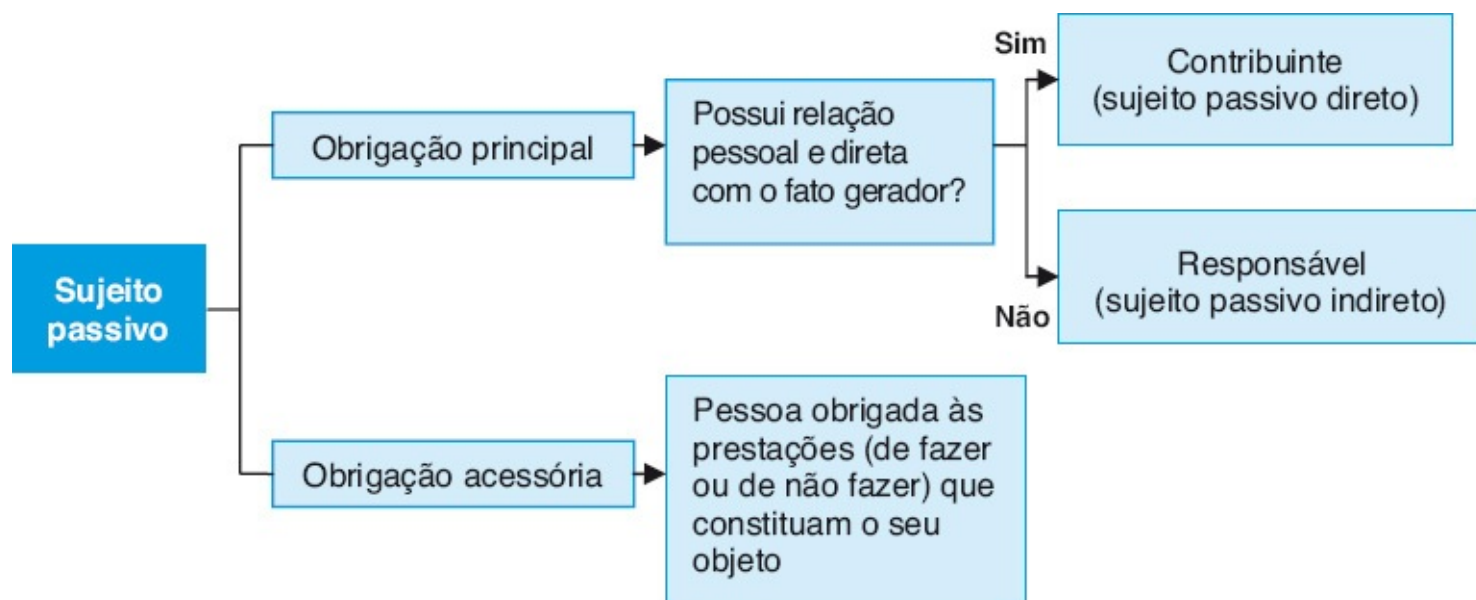 Sujeito
passivo
Obrigação principal
Possui relação
pessoal e direta
com o fato gerador?
Sim
Contribuinte
(sujeito passivo direto)
Não
Responsável
(sujeito passivo indireto)
Obrigação acessória
Pessoa obrigada às
prestações (de fazer
ou de não fazer) que
constituam o seu
objeto